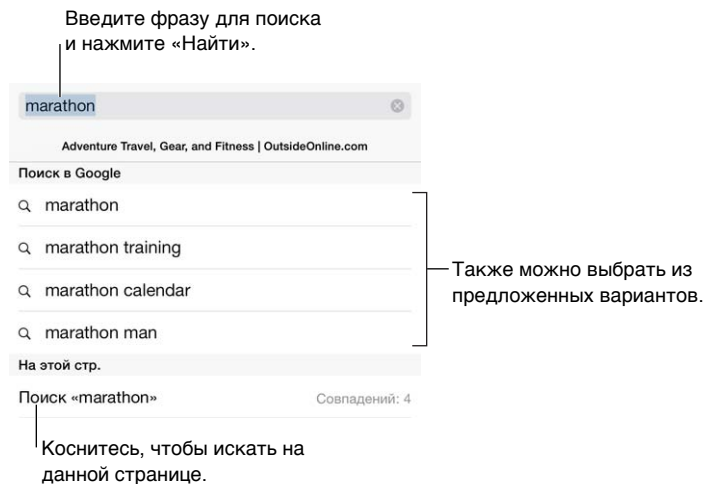 Введите фразу для поиска
и нажмите «Найти».
marathon
Adventure Travel, Gear, and Fitness | OutsideOnline.com
Поиск в Google
marathon
marathon training
marathon calendar
marathon man
Также можно выбрать из
предложенных вариантов.
На этой стр.
Поиск «marathon» Совпадений: 4
Коснитесь, чтобы искать на
данной странице.